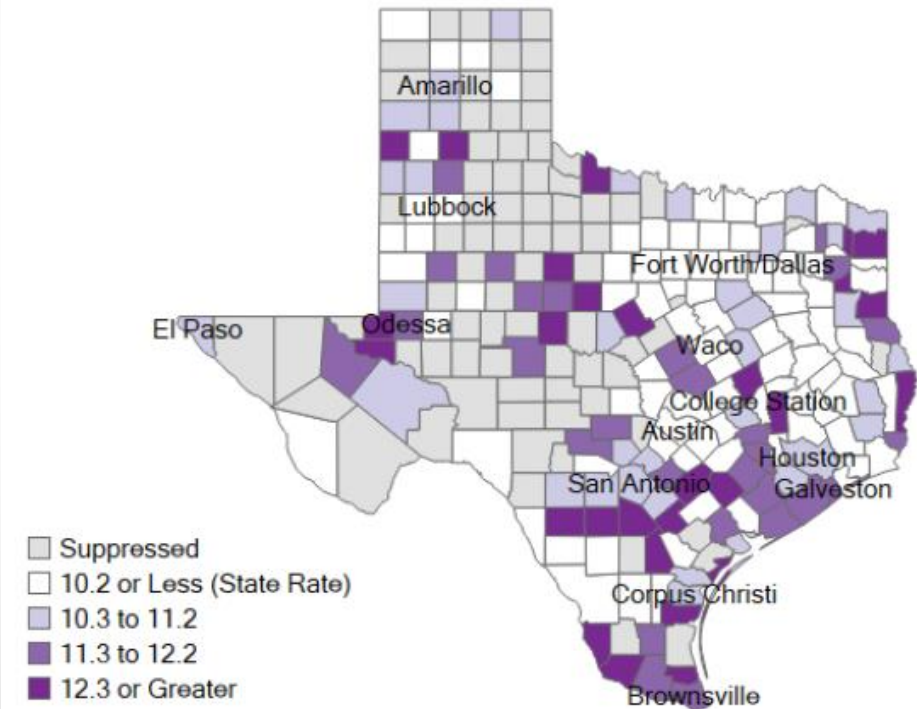 Amarillo
Lubbock
Fort Worth/Dallas
El Paso
Odessa
Waco
College Station
Austin
Houston
San Antonio
Galveston
Suppressed
10.2 or Less (State Rate)
10.3 to 11.2
11.3 to 12.2
12.3 or Greater
Corpus Christi
Brownsville